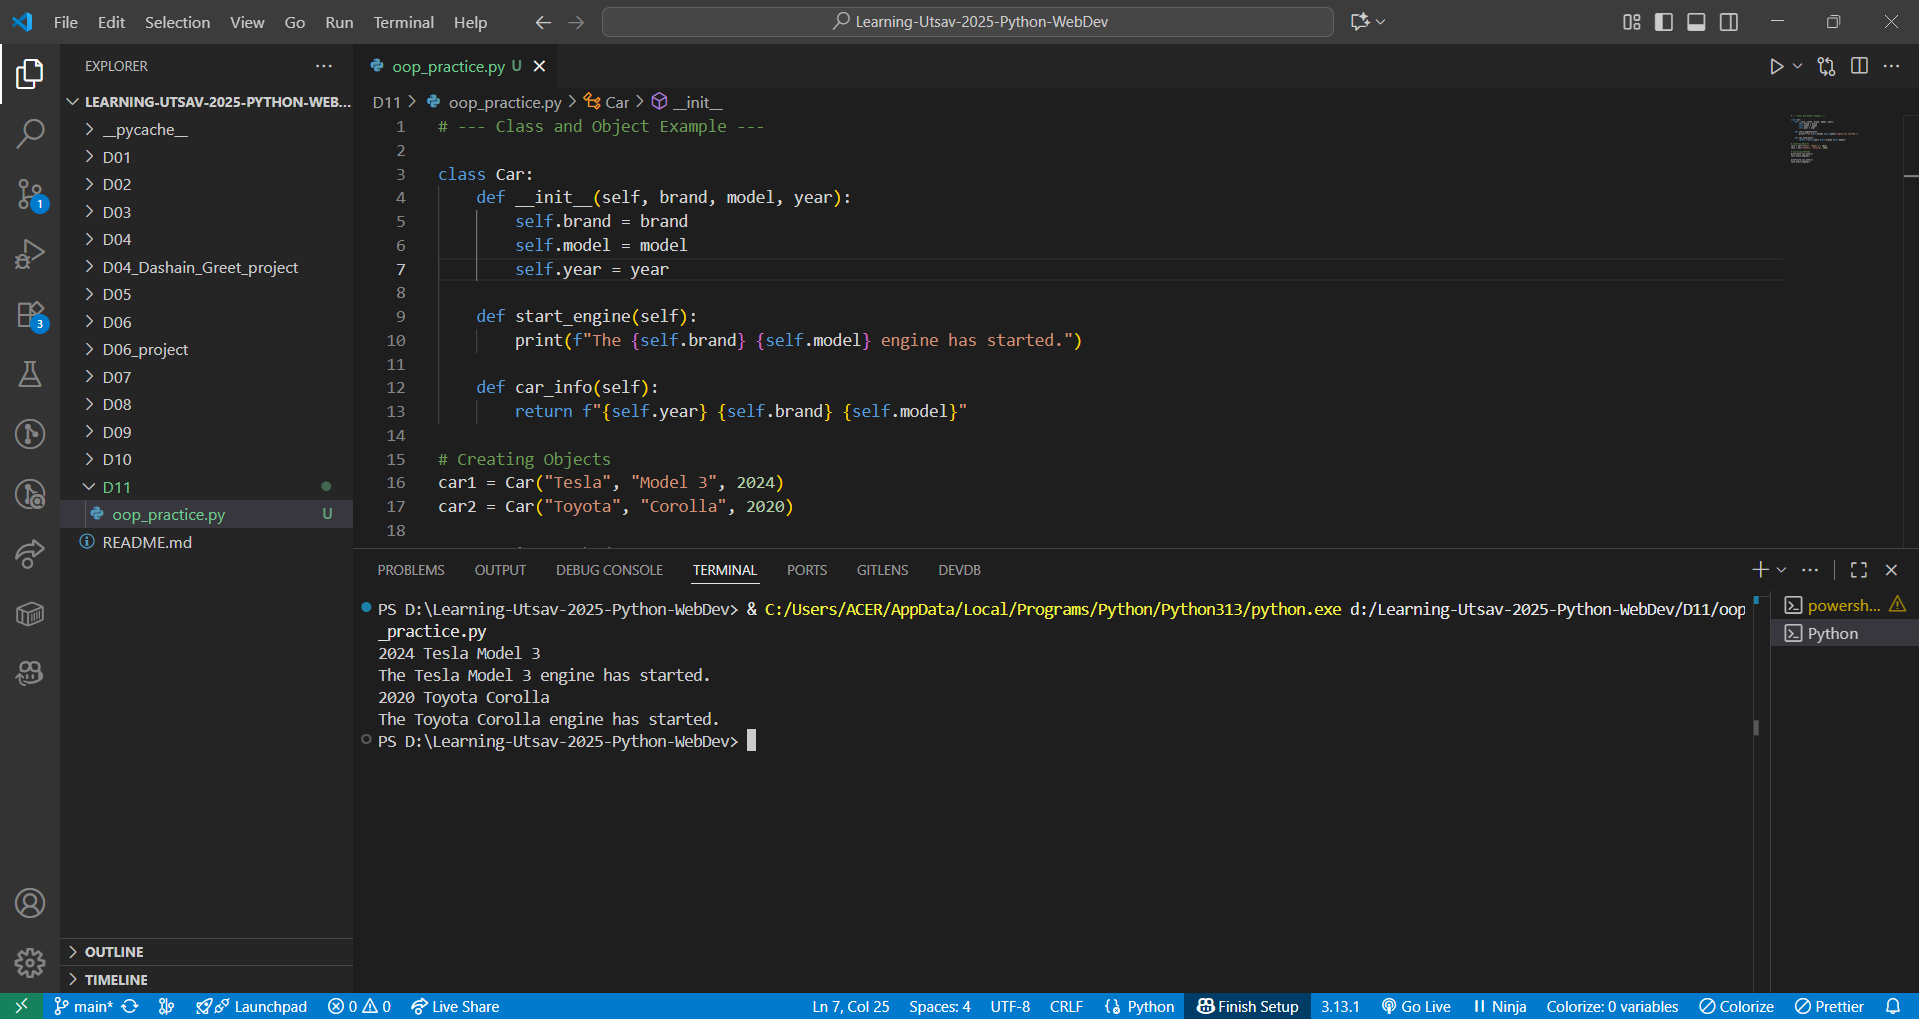 File Edit Selection View Go Run Terminal Help
Learning-Utsav-2025-Python-WebDev
EXPLORER
LEARNING-UTSAV-2025-PYTHON-WEB...
__pycache__
D01
D02
D03
D04
D04_Dashain_Greet_project
D05
D06
D06_project
D07
D08
D09
D10
D11
oop_practice.py U
README.md
OUTLINE
TIMELINE
1
3
oop_practice.py U
D11 > oop_practice.py > Car > __init__
1 # --- Class and Object Example ---
2
3 class Car:
4 def __init__(self, brand, model, year):
5 self.brand = brand
6 self.model = model
7 self.year = year
8
9 def start_engine(self):
10 print(f"The {self.brand} {self.model} engine has started.")
11
12 def car_info(self):
13 return f"{self.year} {self.brand} {self.model}"
14
15 # Creating Objects
16 car1 = Car("Tesla", "Model 3", 2024)
17 car2 = Car("Toyota", "Corolla", 2020)
18
PROBLEMS OUTPUT DEBUG CONSOLE TERMINAL PORTS GITLENS DEVDB
PS D:\Learning-Utsav-2025-Python-WebDev> & C:/Users/ACER/AppData/Local/Programs/Python/Python313/python.exe d:/Learning-Utsav-2025-Python-WebDev/D11/oop
_practice.py
2024 Tesla Model 3
The Tesla Model 3 engine has started.
2020 Toyota Corolla
The Toyota Corolla engine has started.
PS D:\Learning-Utsav-2025-Python-WebDev>
powersh...
Python
main* Launchpad 0 0 Live Share Ln 7, Col 25 Spaces: 4 UTF-8 CRLF Python Finish Setup 3.13.1 Go Live Ninja Colorize: 0 variables Colorize Prettier